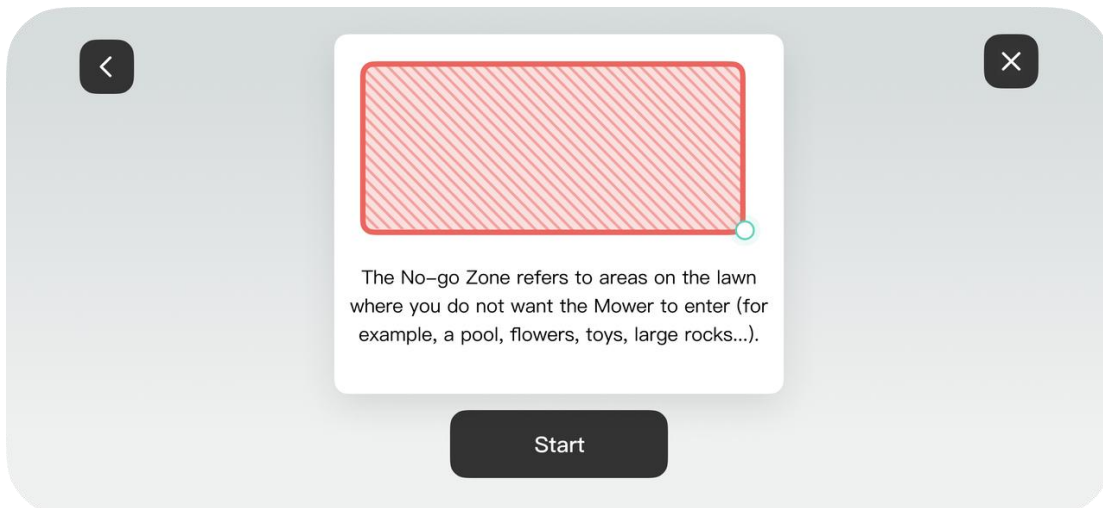 The No–go Zone refers to areas on the lawn
where you do not want the Mower to enter (for
example, a pool, flowers, toys, large rocks...).
Start